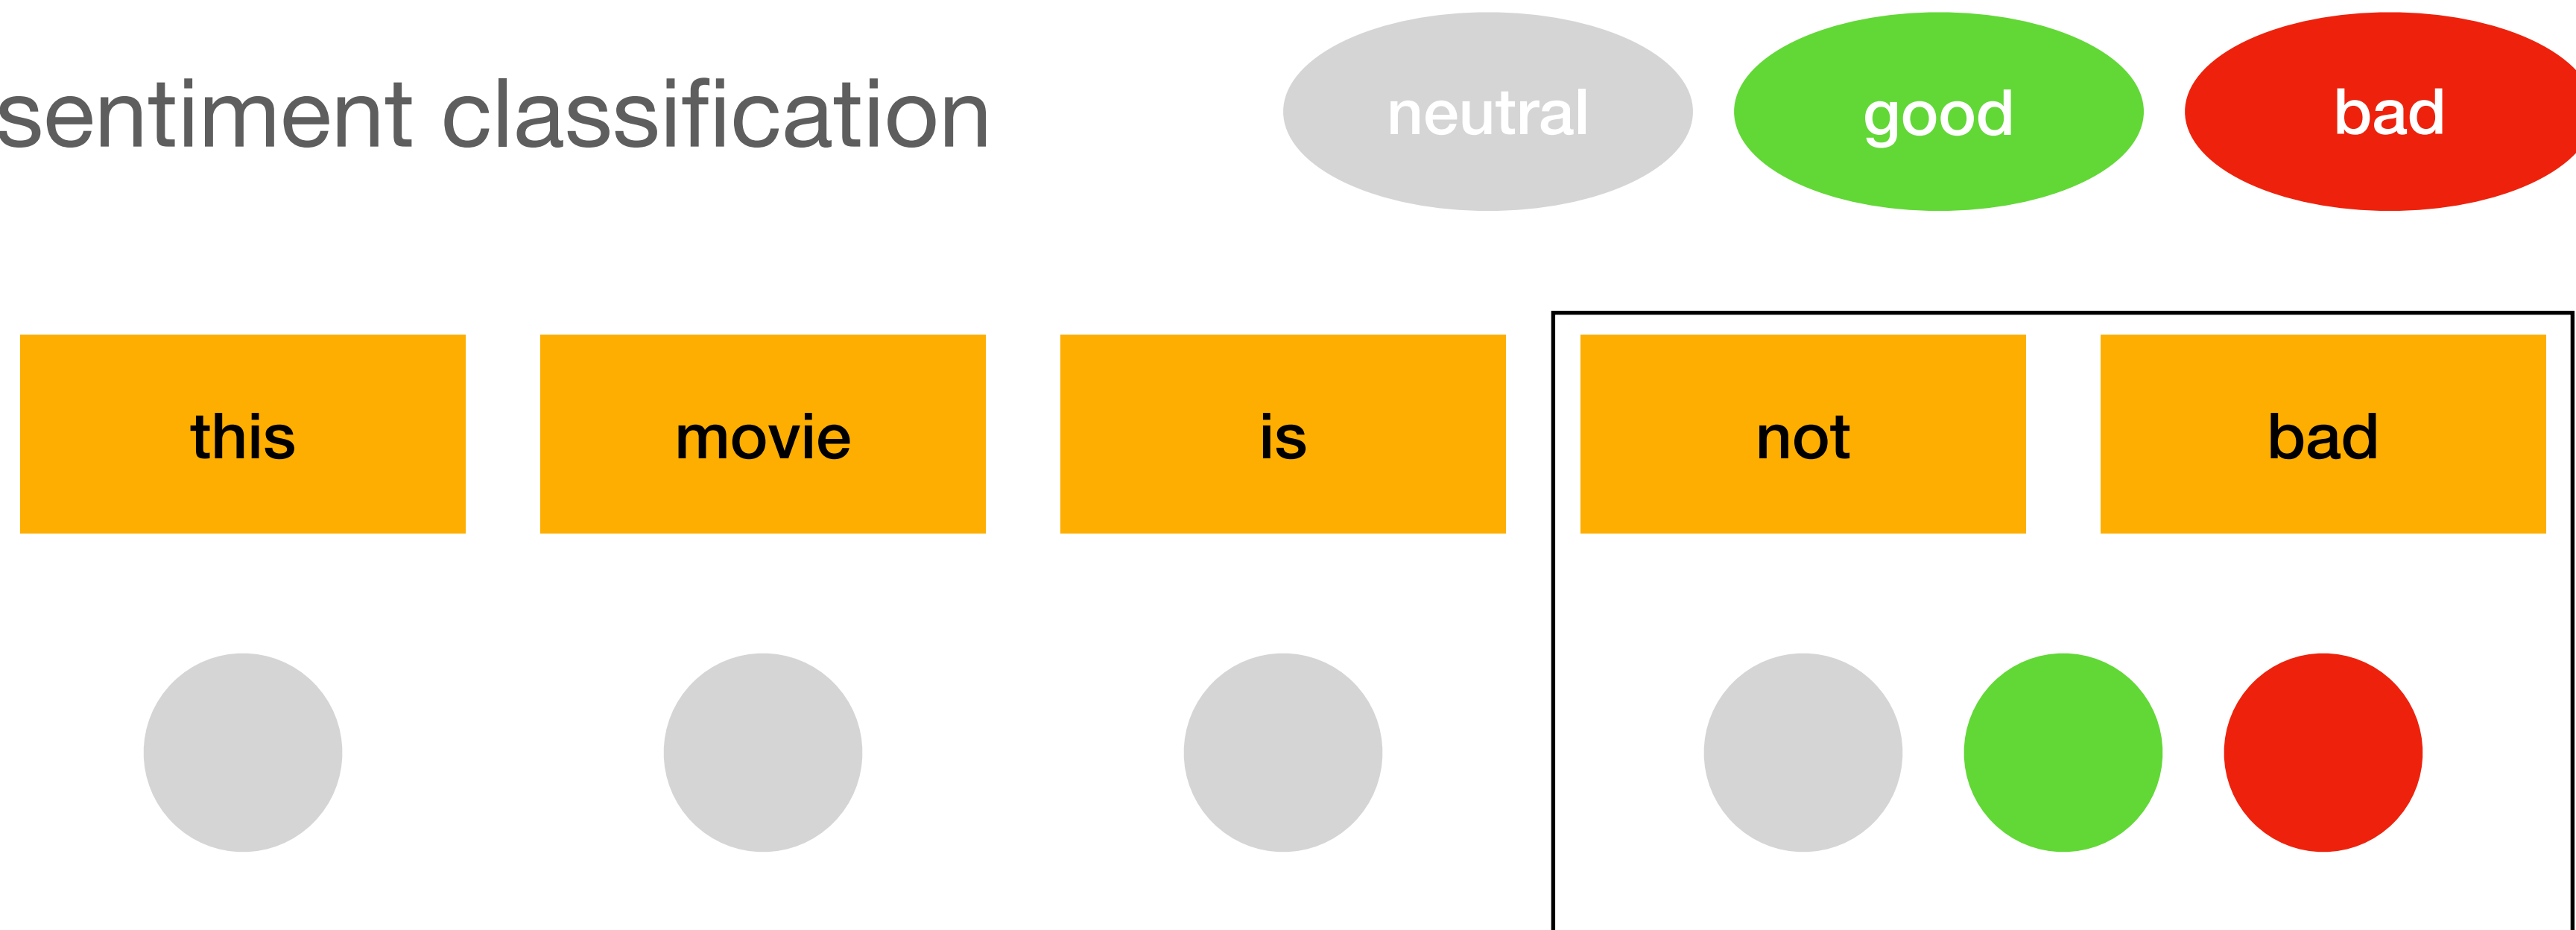 sentiment classification
neutral good bad
this movie is not bad